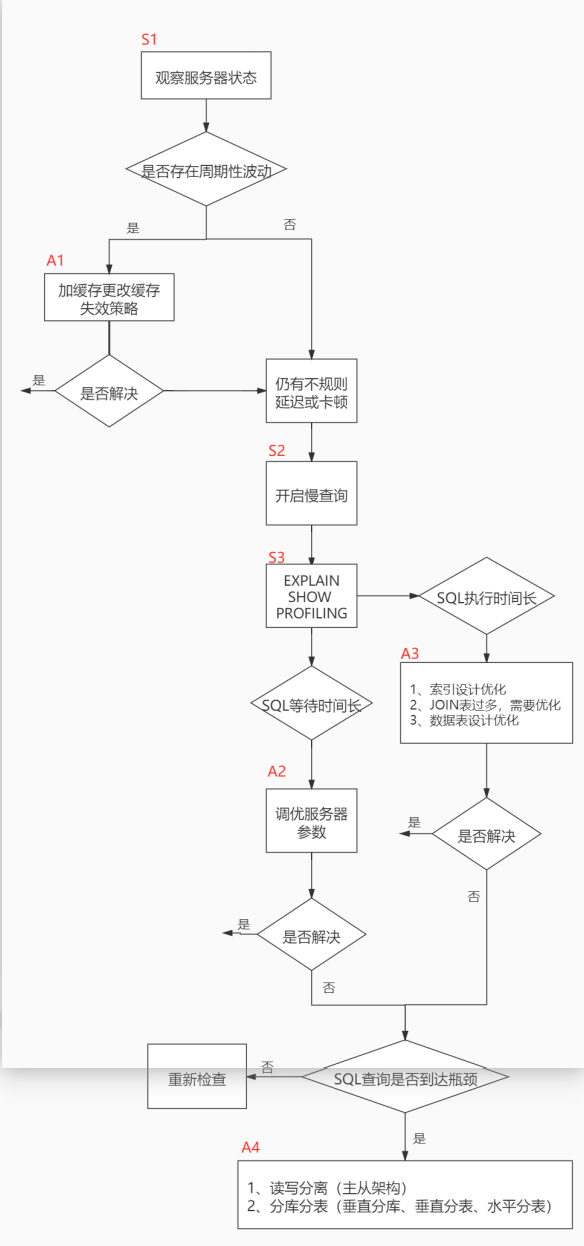 S1
观察服务器状态
是否存在周期性波动
是
否
A1
加缓存更改缓存
失效策略
是
是否解决
仍有不规则
延迟或卡顿
S2
开启慢查询
S3
EXPLAIN
SHOW
PROFILING
SQL执行时间长
A3
1、索引设计优化
2、JOIN表过多，需要优化
3、数据表设计优化
SQL等待时间长
A2
调优服务器
参数
是
是否解决
否
是
是否解决
否
SQL查询是否到达瓶颈
否
重新检查
是
A4
1、读写分离（主从架构）
2、分库分表（垂直分库、垂直分表、水平分表）